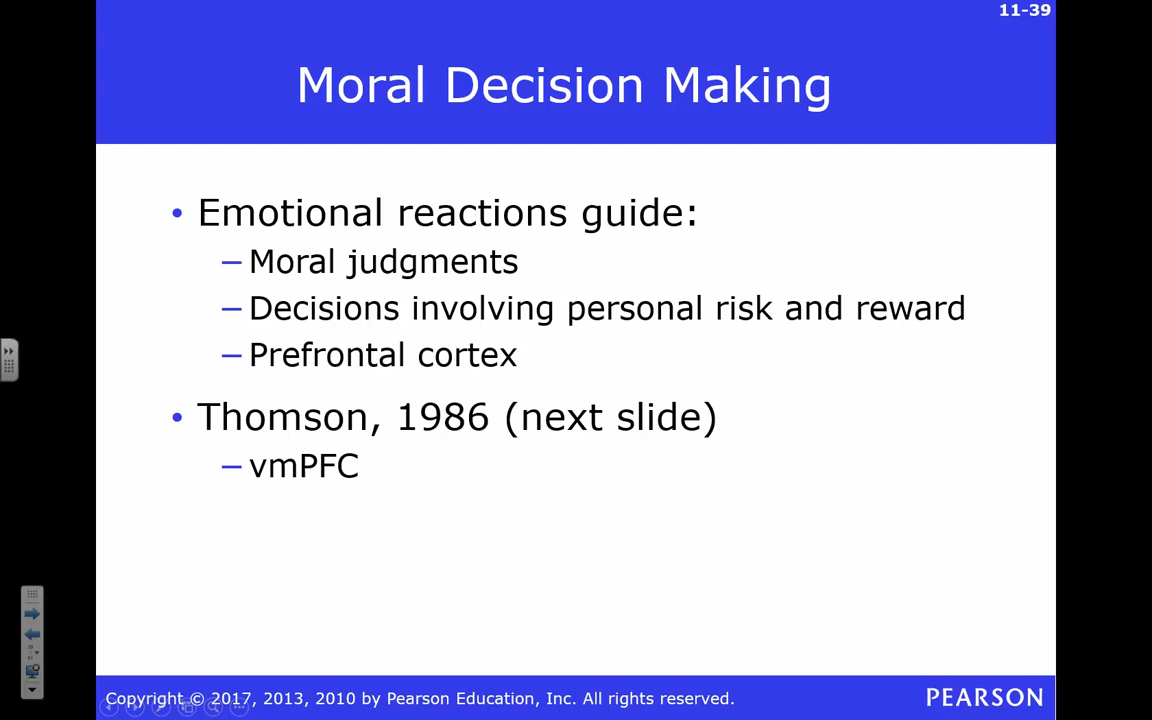 11-39
Moral Decision Making
• Emotional reactions guide:
– Moral judgments
– Decisions involving personal risk and reward
– Prefrontal cortex
• Thomson, 1986 (next slide)
– vmPFC
Copyright © 2017, 2013, 2010 by Pearson Education, Inc. All rights reserved.
PEARSON